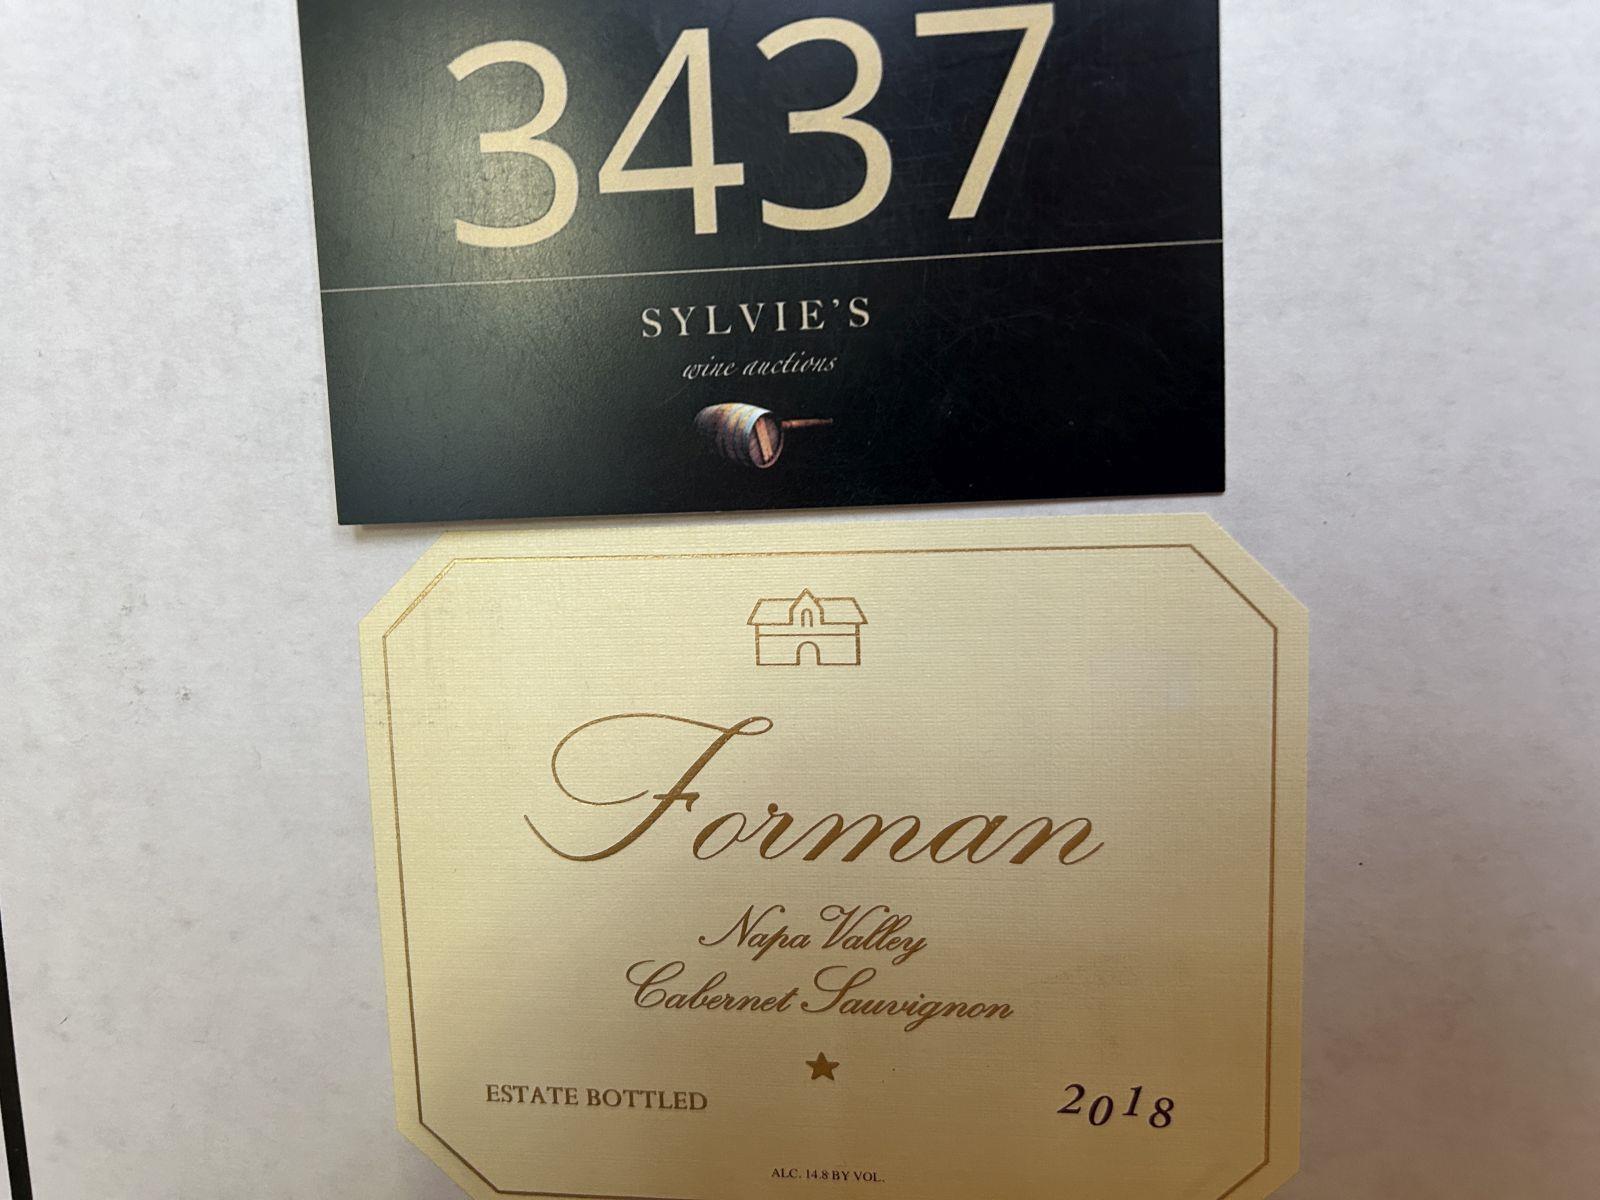 3437
SYLVIE'S
wine auctions
Forman
Napa Valley
Cabernet Sauvignon
ESTATE BOTTLED
2018
ALC. 14.8 BY VOL.